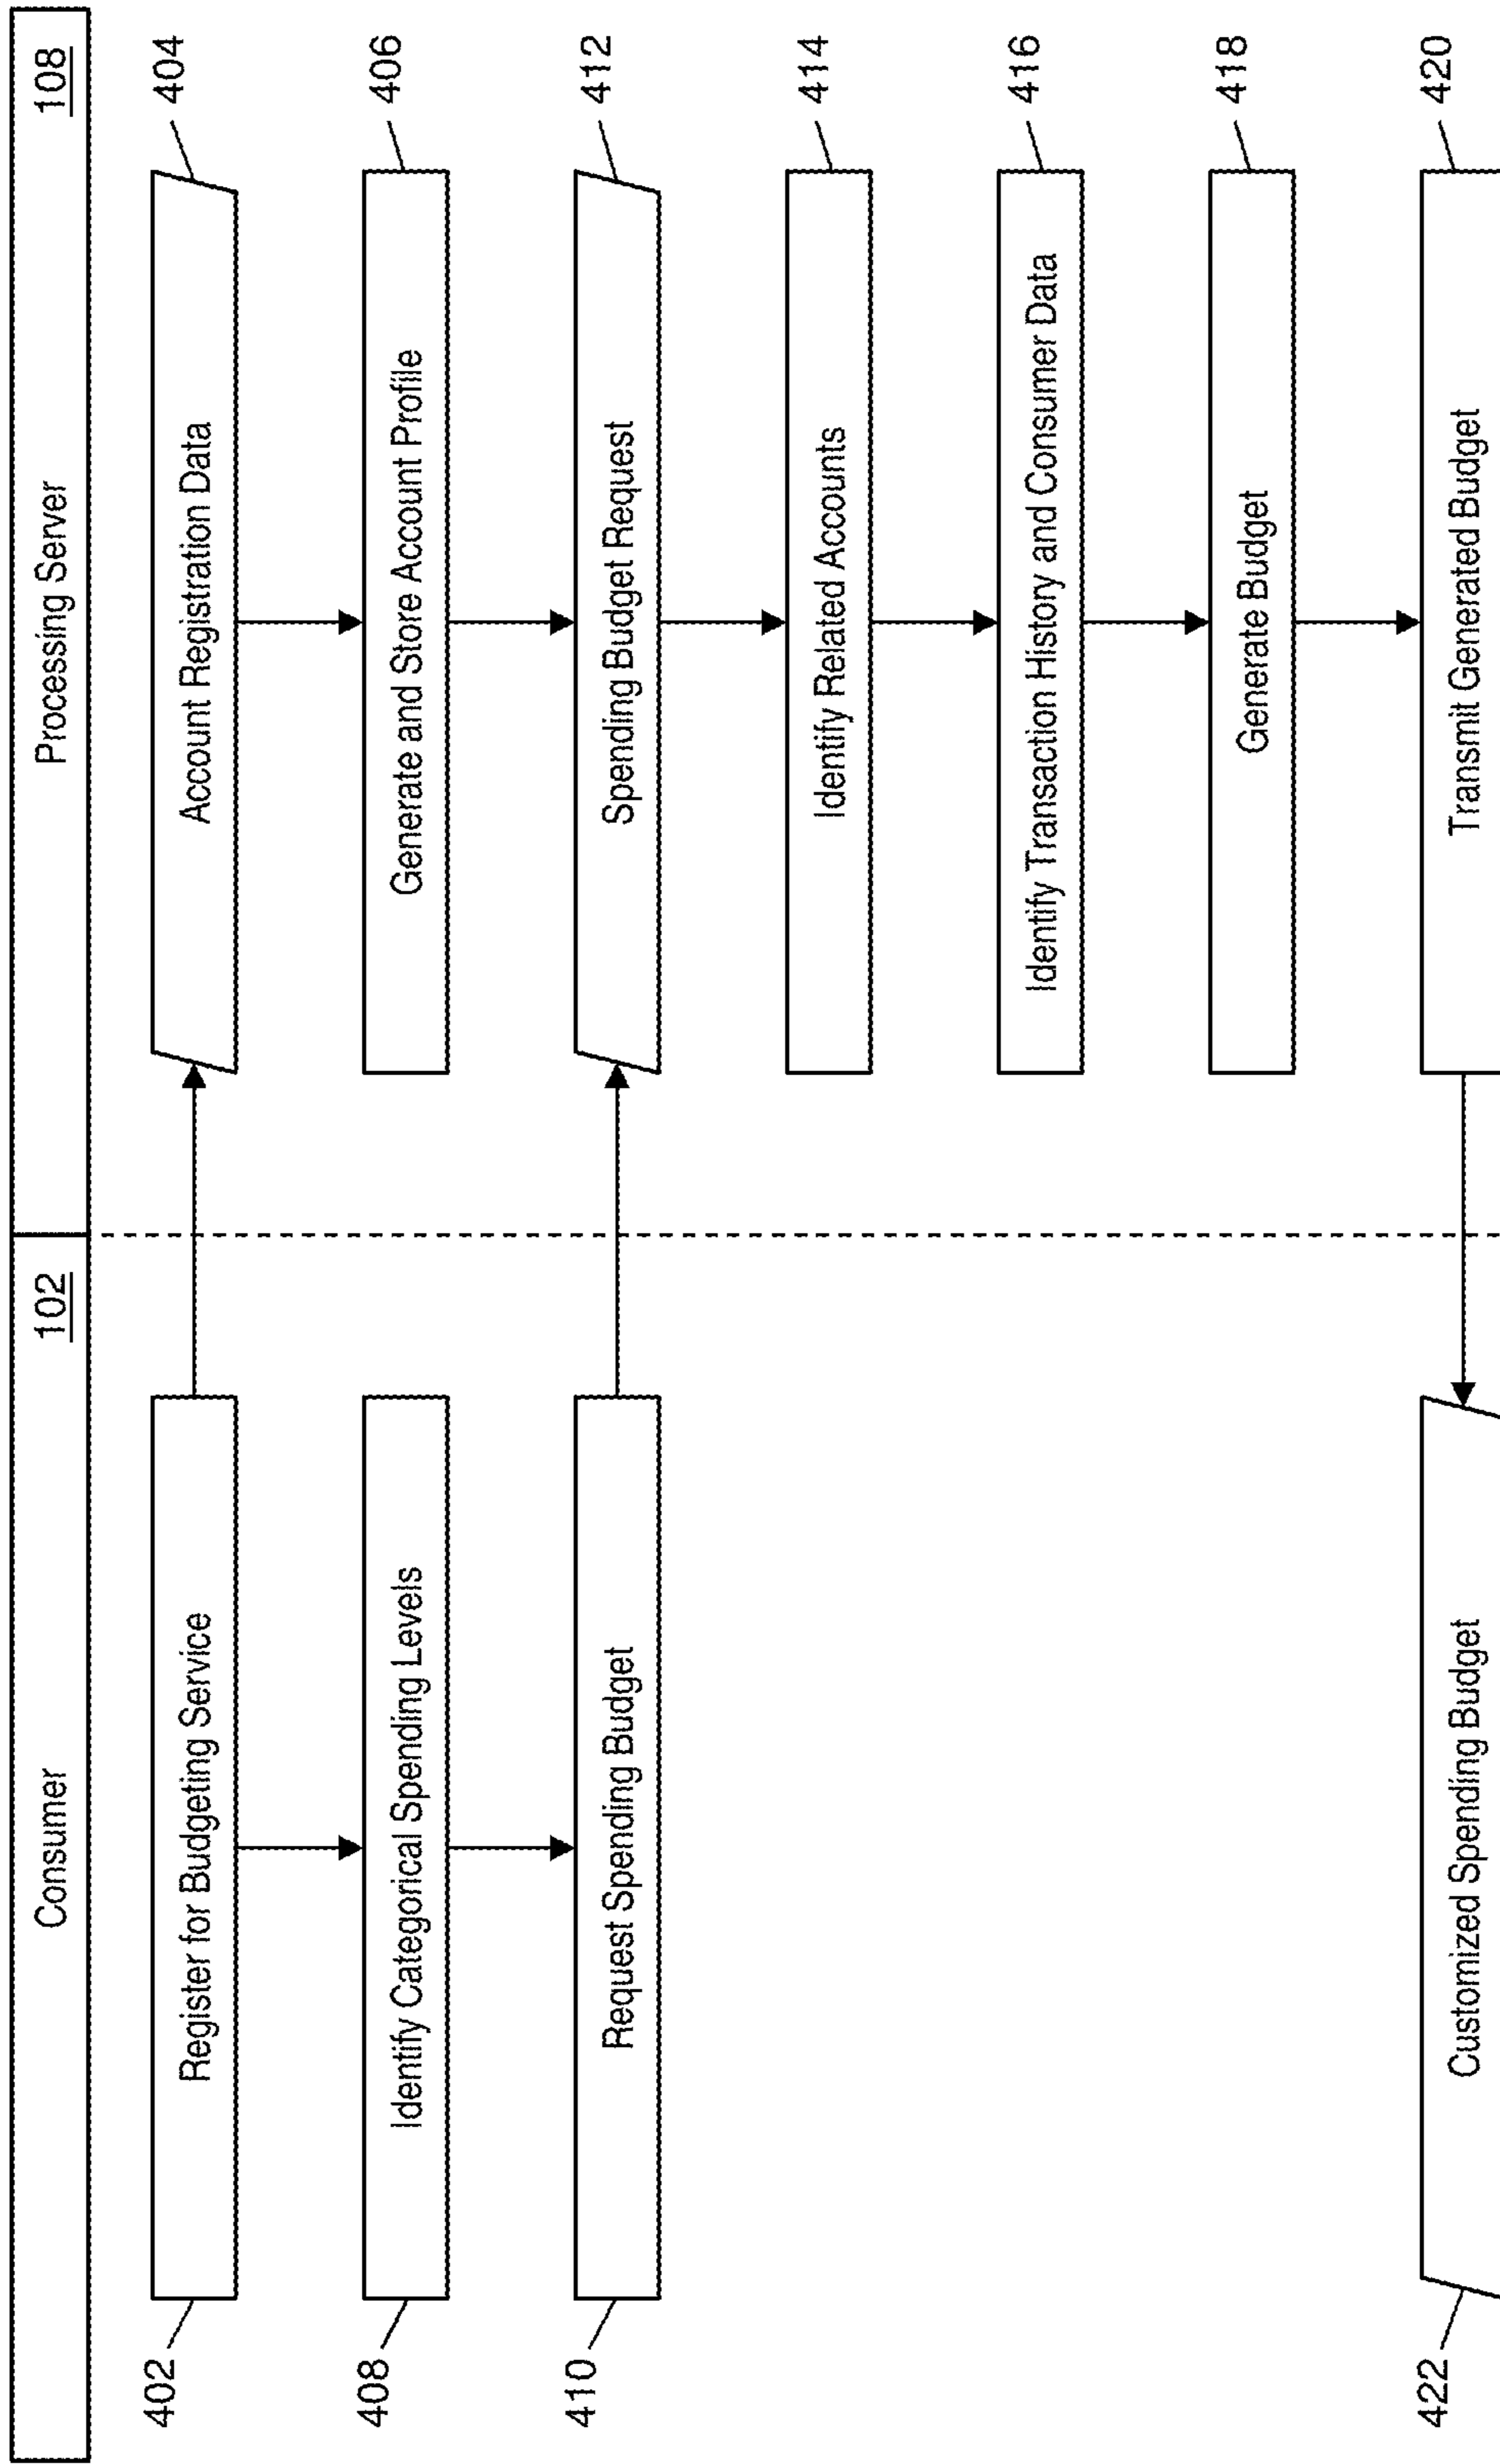 Consumer
102
Processing Server
108
402
Register for Budgeting Service
Account Registration Data
404
408
Identify Categorical Spending Levels
Generate and Store Account Profile
406
410
Request Spending Budget
Spending Budget Request
412
Identify Related Accounts
414
Identify Transaction History and Consumer Data
416
Generate Budget
418
422
Customized Spending Budget
Transmit Generated Budget
420